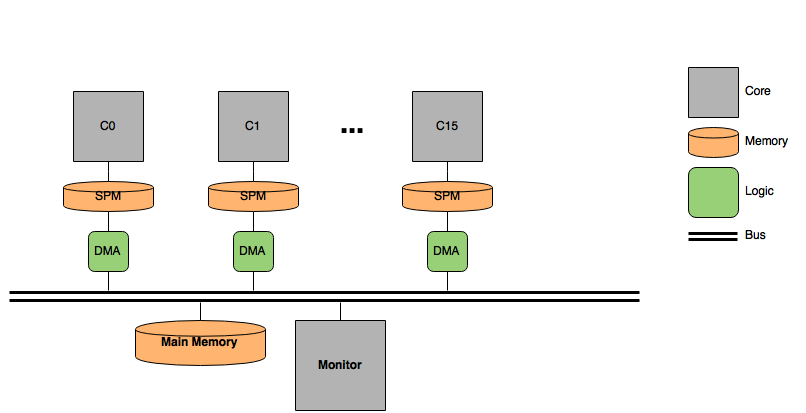 C0
C1
...
C15
SPM
SPM
SPM
DMA
DMA
DMA
Main Memory
Monitor
Core
Memory
Logic
Bus